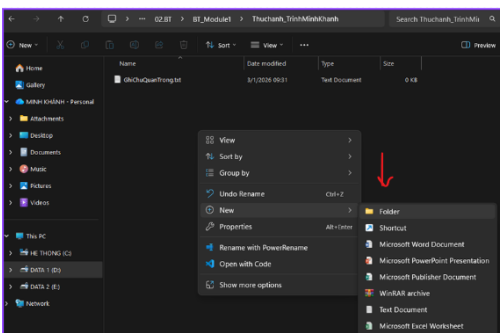 02.BT > BT_Module1 > Thuchanh_TrinhMinhKhanh
Search Thuchanh_TrinhMi
New
Sort
View
Preview
Name
Date modified
Type
Size
GhiChuQuanTrong.txt
3/1/2026 09:31
Text Document
0 KB
Home
Gallery
MINH KHÁNH - Personal
Attachments
Desktop
Documents
Music
Pictures
Videos
This PC
HE THONG (C:)
DATA 1 (D:)
DATA 2 (E:)
Network
View
Sort by
Group by
Undo Rename Ctrl+Z
New
Properties Alt+Enter
Rename with PowerRename
Open with Code
Show more options
Folder
Shortcut
Microsoft Word Document
Microsoft PowerPoint Presentation
Microsoft Publisher Document
WinRAR archive
Text Document
Microsoft Excel Worksheet